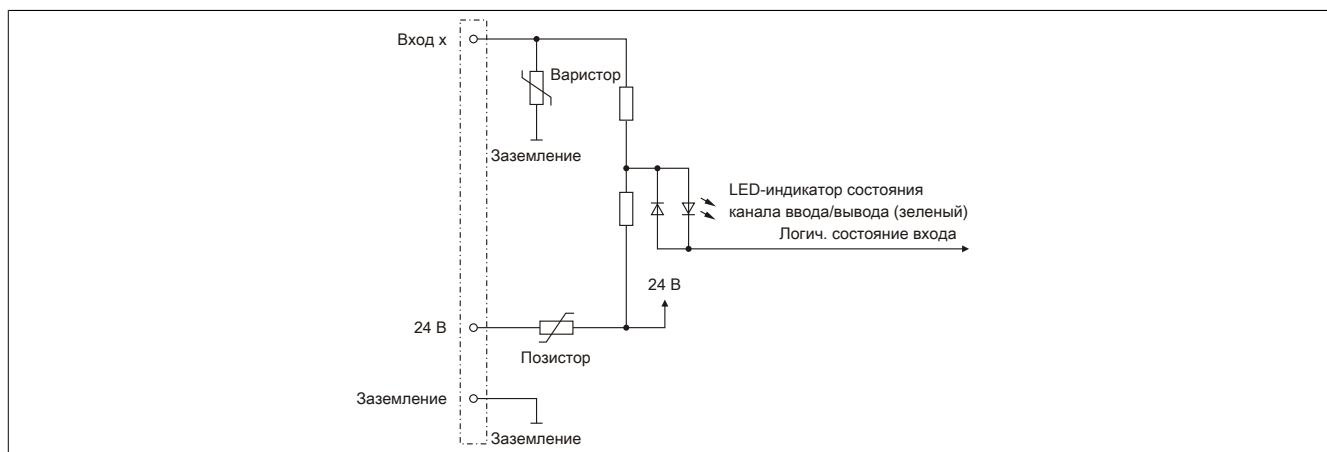 Вход x
Варистор
Заземление
LED-индикатор состояния
канала ввода/вывода (зеленый)
Логич. состояние входа
24 В
24 В
Позистор
Заземление
Заземление